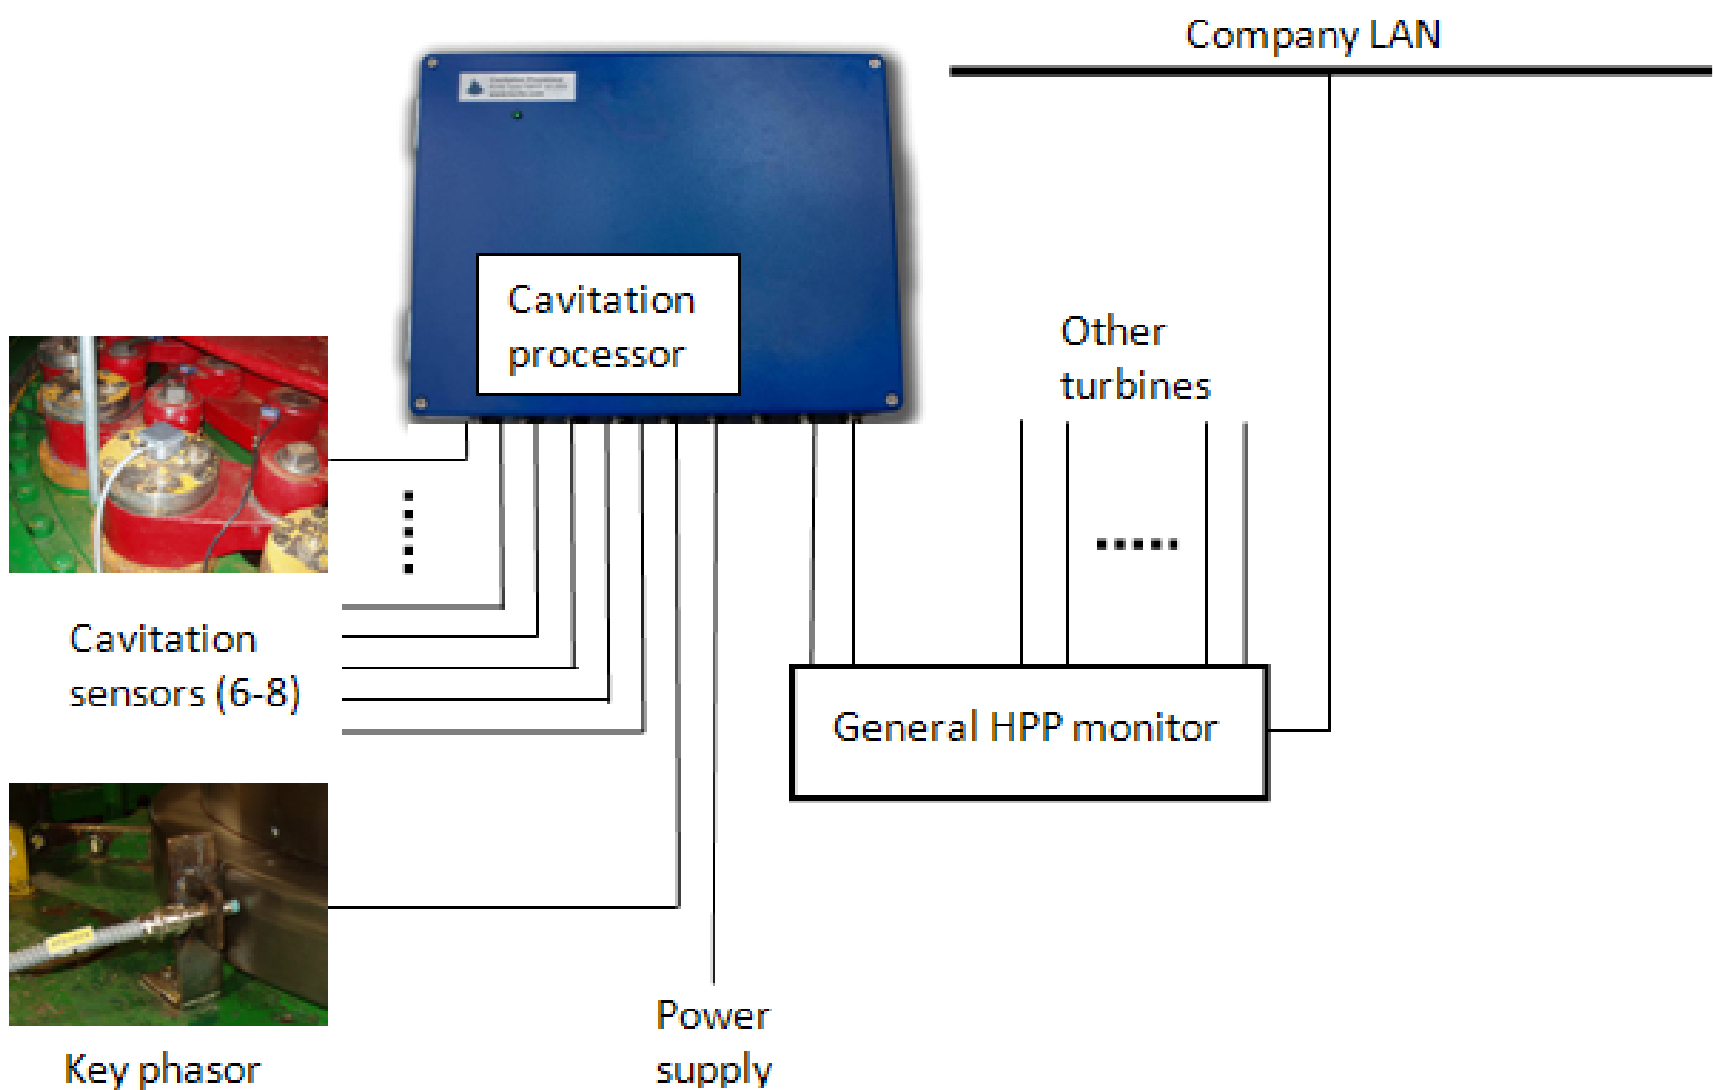 Company LAN
Cavitation
processor
Other
turbines
Cavitation
sensors (6-8)
General HPP monitor
Power
supply
Key phasor